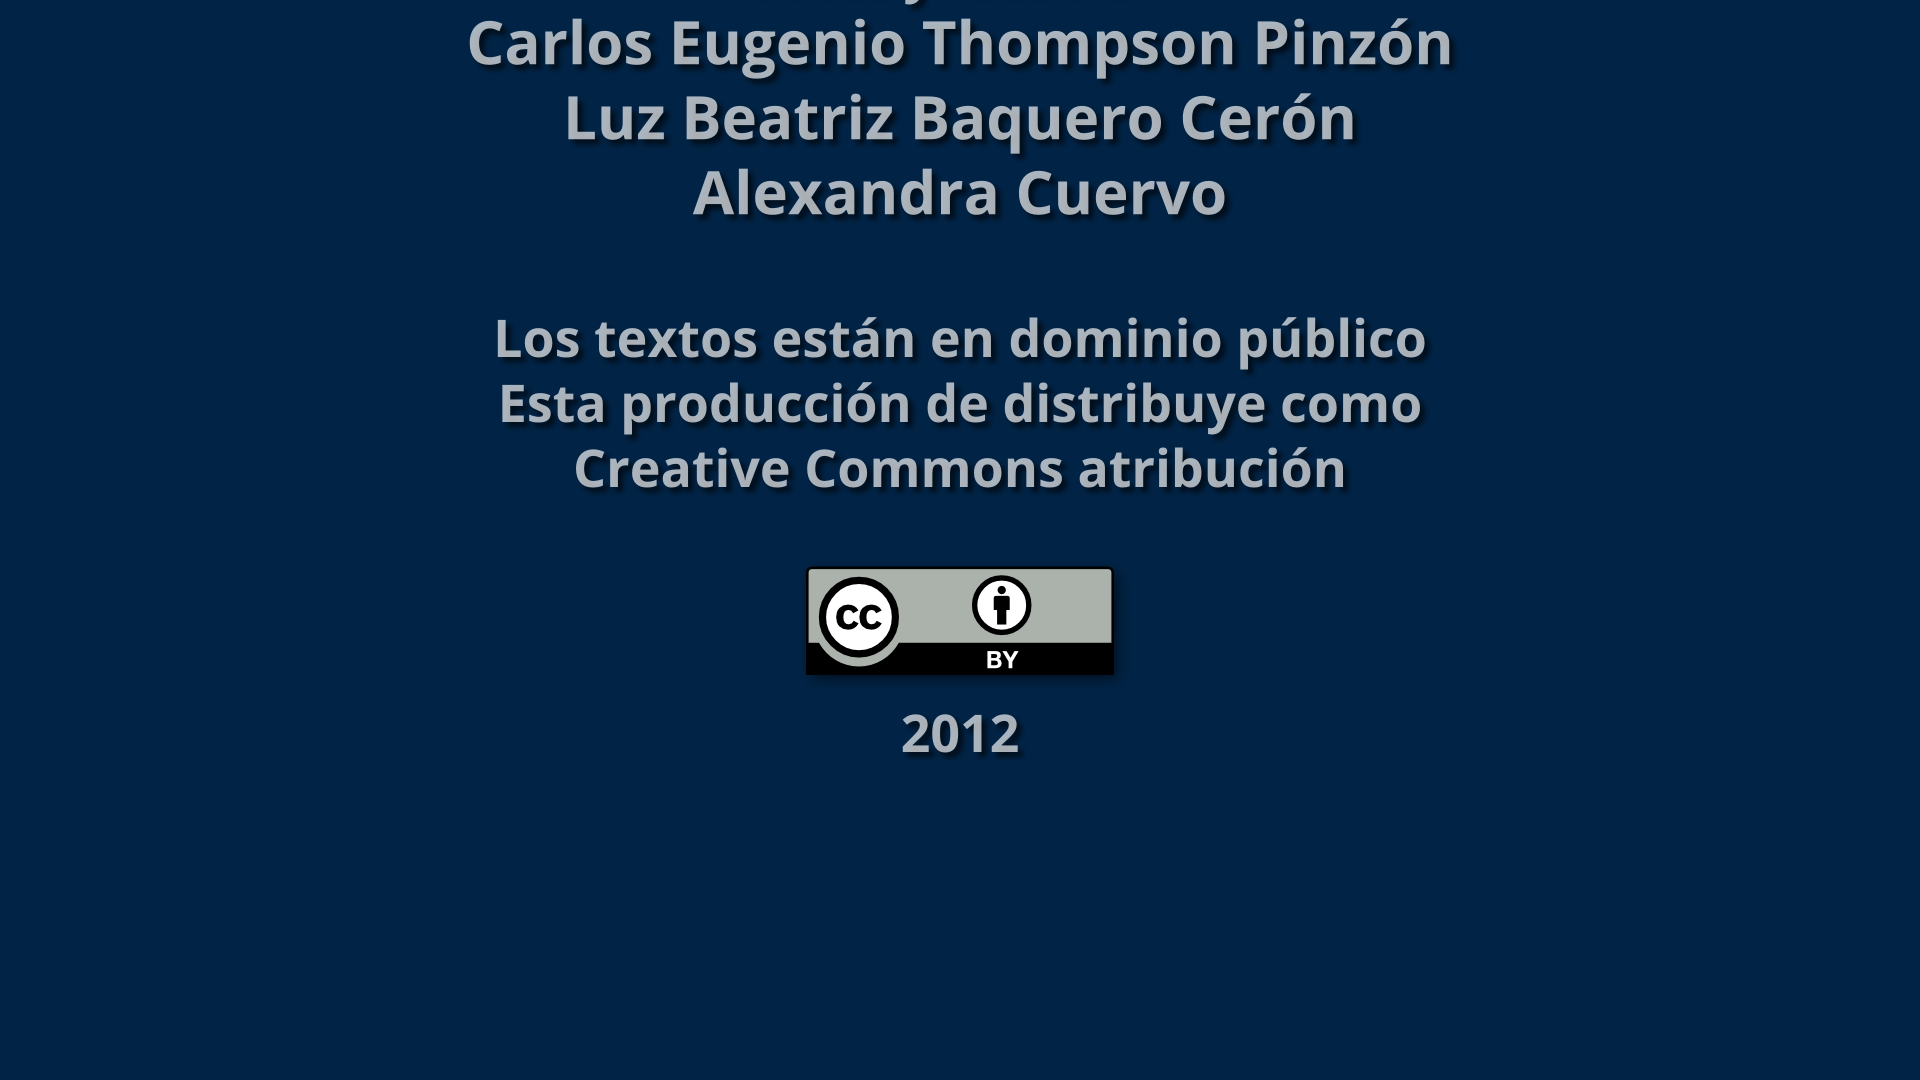 Carlos Eugenio Thompson Pinzón
Luz Beatriz Baquero Cerón
Alexandra Cuervo
Los textos están en dominio público
Esta producción de distribuye como
Creative Commons atribución
CC
BY
2012